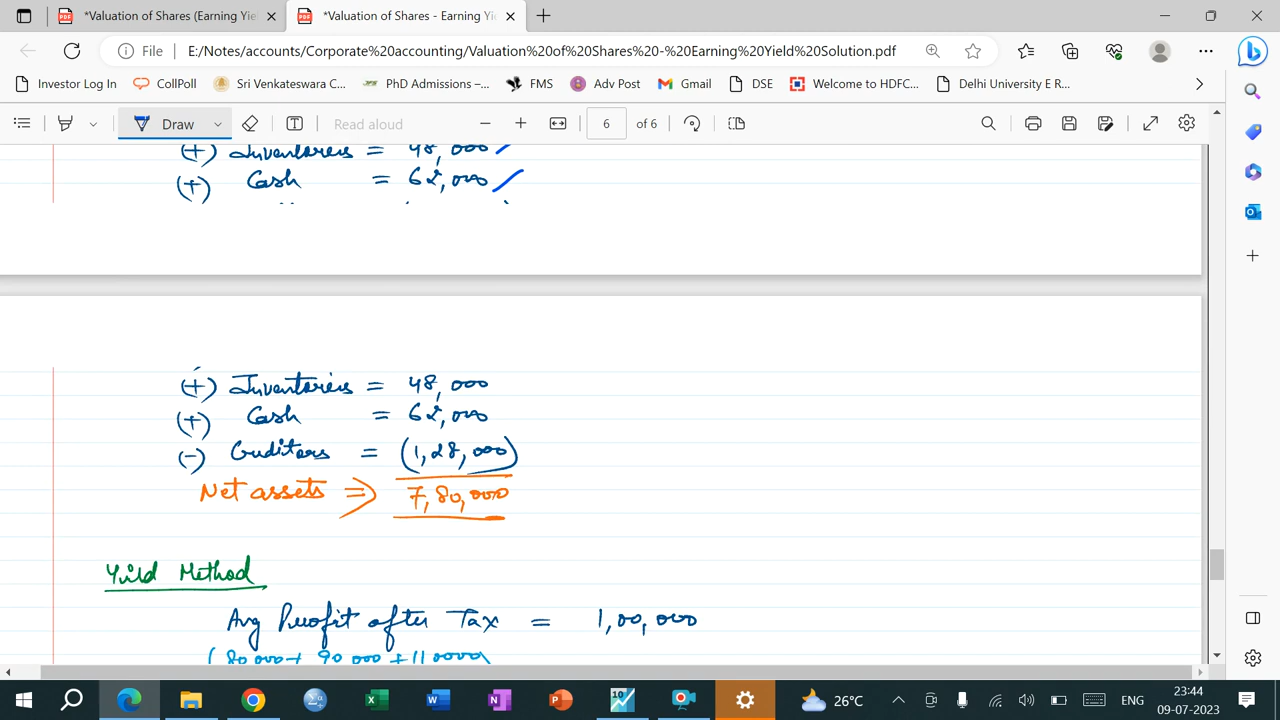 *Valuation of Shares (Earning Yie
*Valuation of Shares - Earning Yi
File
E:/Notes/accounts/Corporate%20accounting/Valuation%20of%20Shares%20-%20Earning%20Yield%20Solution.pdf
Investor Log In
CollPoll
Sri Venkateswara C...
PhD Admissions –...
FMS
Adv Post
Gmail
DSE
Welcome to HDFC...
Delhi University E R...
Draw
Read aloud
6 of 6
(+) Inventories = 48,000
(+) Cash = 62,000
(+) Inventories = 48,000
(+) Cash = 62,000
(-) Creditors = (1,28,000)
Net assets ⇒ 7,80,000
Yield Method
Avg Profit after Tax = 1,00,000
(80000 + 90000 + 110000)
26°C
ENG
23:44
09-07-2023